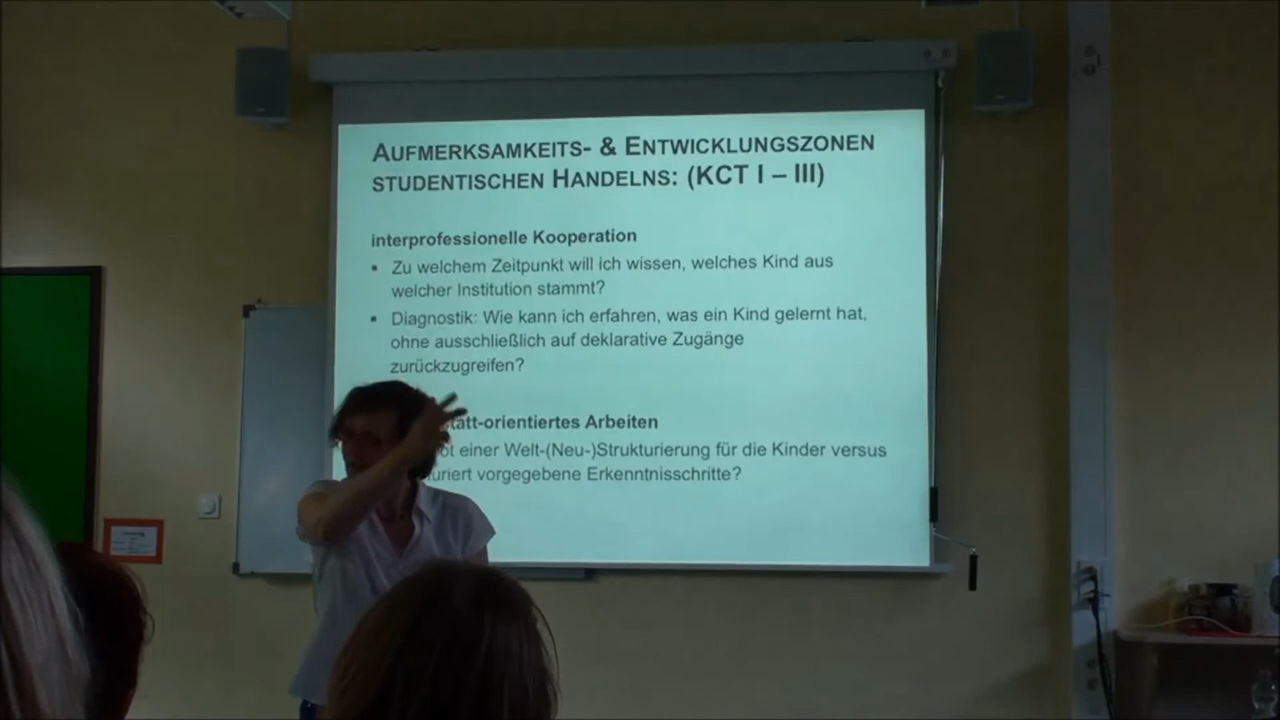 AUFMERKSAMKEITS- & ENTWICKLUNGSZONEN
STUDENTISCHEN HANDELNS: (KCT I – III)
interprofessionelle Kooperation
▪ Zu welchem Zeitpunkt will ich wissen, welches Kind aus
welcher Institution stammt?
▪ Diagnostik: Wie kann ich erfahren, was ein Kind gelernt hat,
ohne ausschließlich auf deklarative Zugänge
zurückzugreifen?
tatt-orientiertes Arbeiten
einer Welt-(Neu-)Strukturierung für die Kinder versus
vorgegebene Erkenntnisschritte?